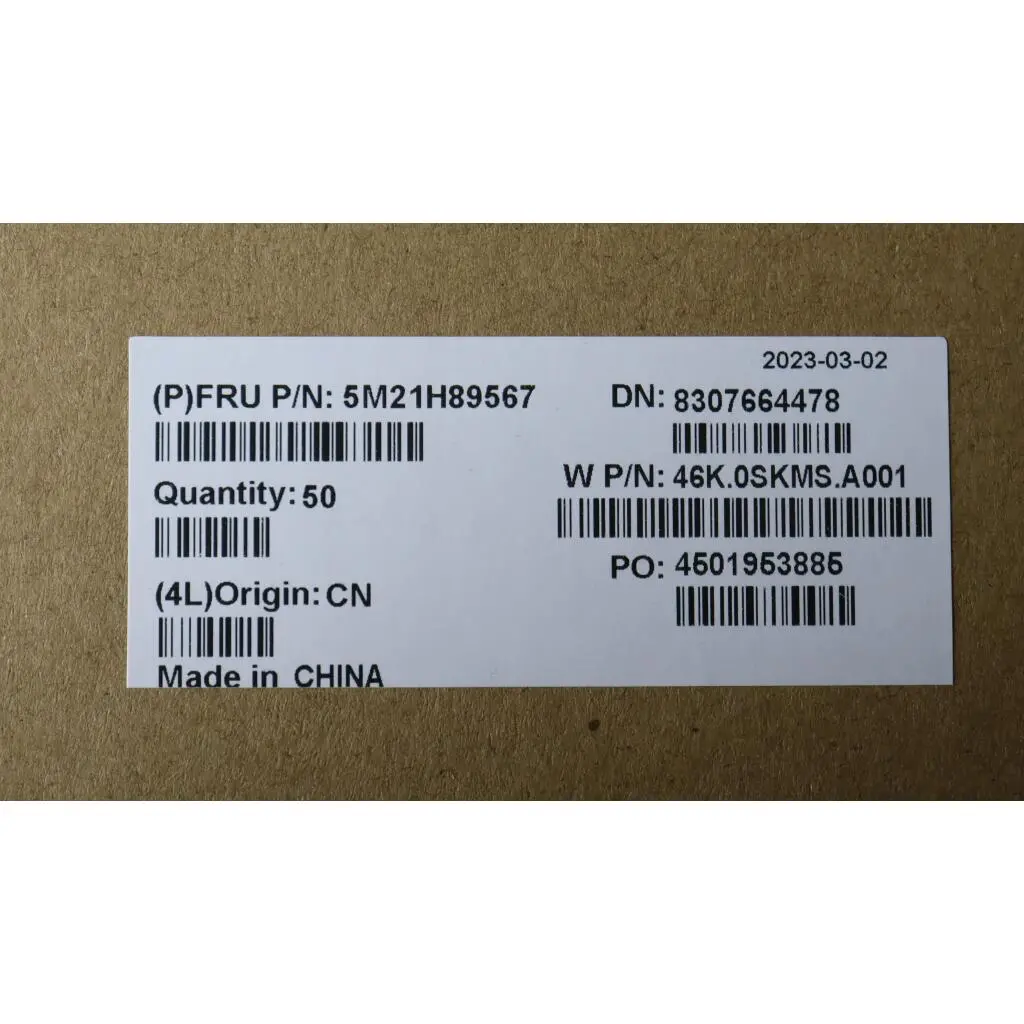 2023-03-02
(P)FRU P/N: 5M21H89567
DN: 8307664478
W P/N: 46K.0SKMS.A001
Quantity: 50
PO: 4501953885
(4L)Origin: CN
Made in CHINA